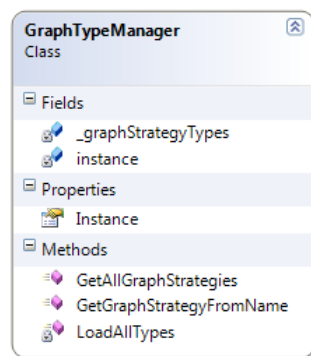 GraphTypeManager
Class
Fields
_graphStrategyTypes
instance
Properties
Instance
Methods
GetAllGraphStrategies
GetGraphStrategyFromName
LoadAllTypes